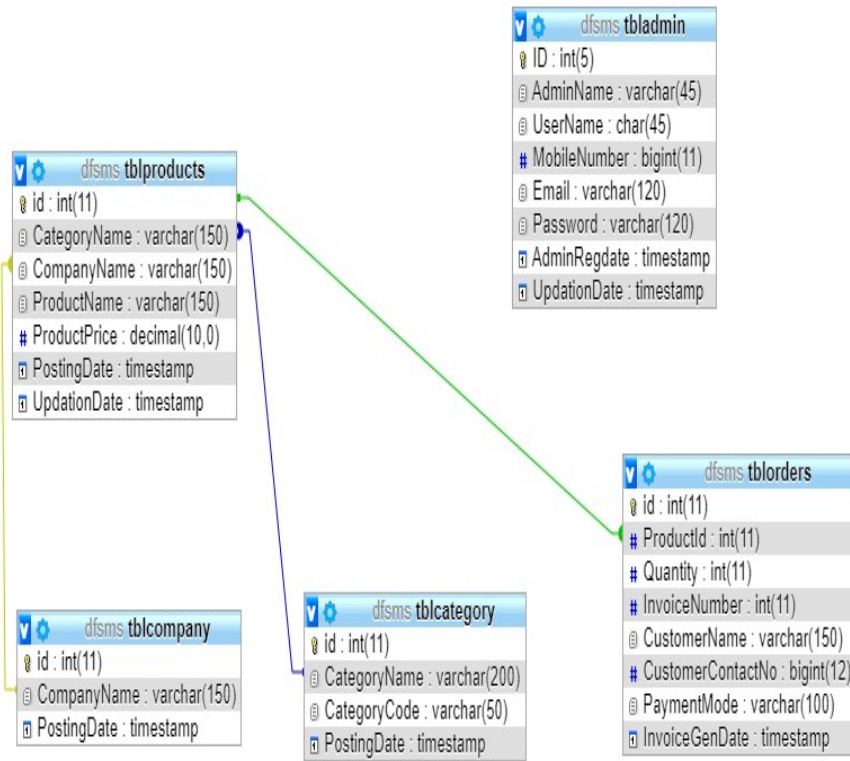 dfsms tbladmin
ID : int(5)
AdminName : varchar(45)
UserName : char(45)
MobileNumber : bigint(11)
Email : varchar(120)
Password : varchar(120)
AdminRegdate : timestamp
UpdationDate : timestamp
dfsms tblproducts
id : int(11)
CategoryName : varchar(150)
CompanyName : varchar(150)
ProductName : varchar(150)
ProductPrice : decimal(10,0)
PostingDate : timestamp
UpdationDate : timestamp
dfsms tblorders
id : int(11)
ProductId : int(11)
Quantity : int(11)
InvoiceNumber : int(11)
CustomerName : varchar(150)
CustomerContactNo : bigint(12)
PaymentMode : varchar(100)
InvoiceGenDate : timestamp
dfsms tblcompany
id : int(11)
CompanyName : varchar(150)
PostingDate : timestamp
dfsms tblcategory
id : int(11)
CategoryName : varchar(200)
CategoryCode : varchar(50)
PostingDate : timestamp